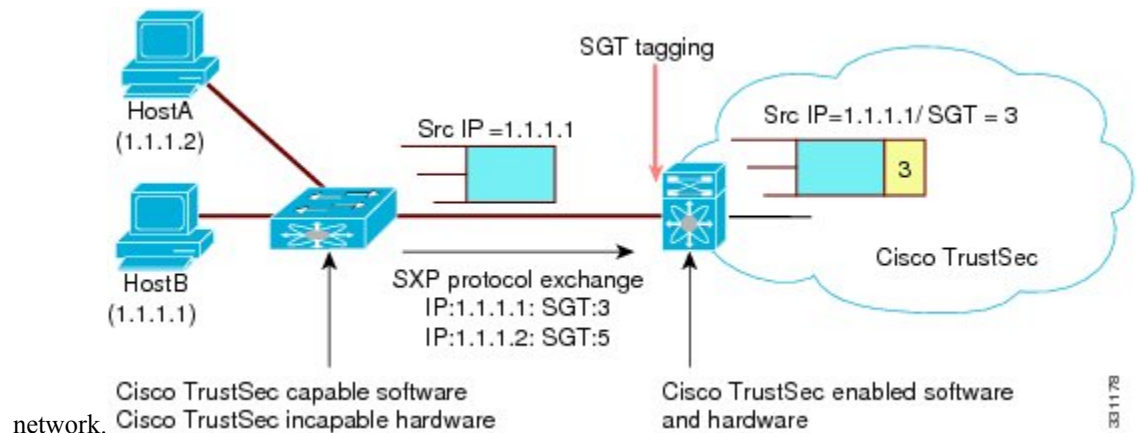 SGT tagging
HostA
(1.1.1.2)
Src IP =1.1.1.1
Src IP=1.1.1.1/ SGT = 3
3
HostB
(1.1.1.1)
SXP protocol exchange
IP:1.1.1.1: SGT:3
IP:1.1.1.2: SGT:5
Cisco TrustSec
Cisco TrustSec capable software
Cisco TrustSec incapable hardware
Cisco TrustSec enabled software
and hardware
331178
network.